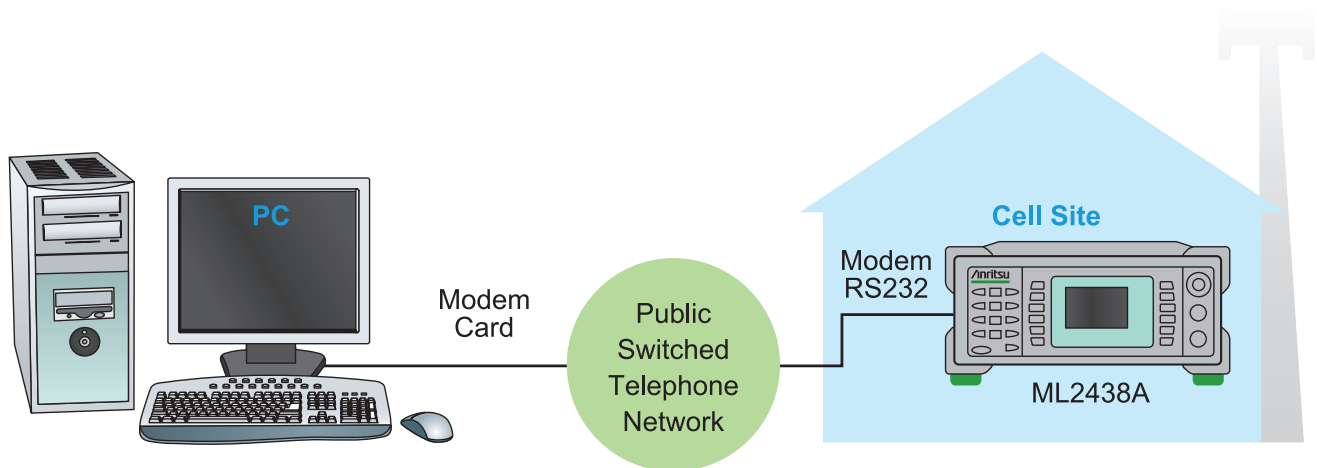 PC
Modem
Card
Public
Switched
Telephone
Network
Cell Site
Modem
RS232
Anritsu
ML2438A